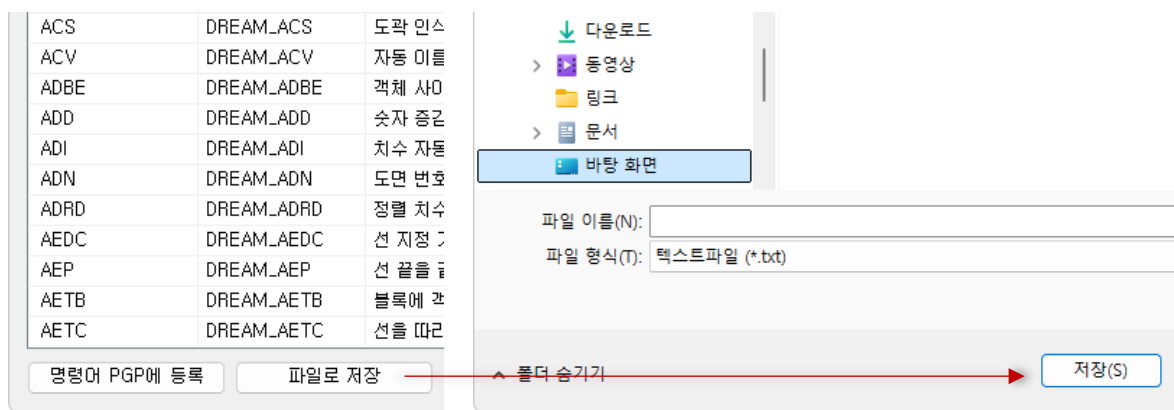 ACS DREAM_ACS 도곽 인식
ACV DREAM_ACV 자동 이름
ADBE DREAM_ADBE 객체 사이
ADD DREAM_ADD 숫자 증감
ADI DREAM_ADI 치수 자동
ADN DREAM_ADN 도면 번호
ADRD DREAM_ADRD 정렬 치수
AEDC DREAM_AEDC 선 지정
AEP DREAM_AEP 선 끝을
AETB DREAM_AETB 블록에
AETC DREAM_AETC 선을 따라
명령어 PGP에 등록 파일로 저장
다운로드
동영상
링크
문서
바탕 화면
파일 이름(N):
파일 형식(T): 텍스트파일 (*.txt)
폴더 숨기기
저장(S)